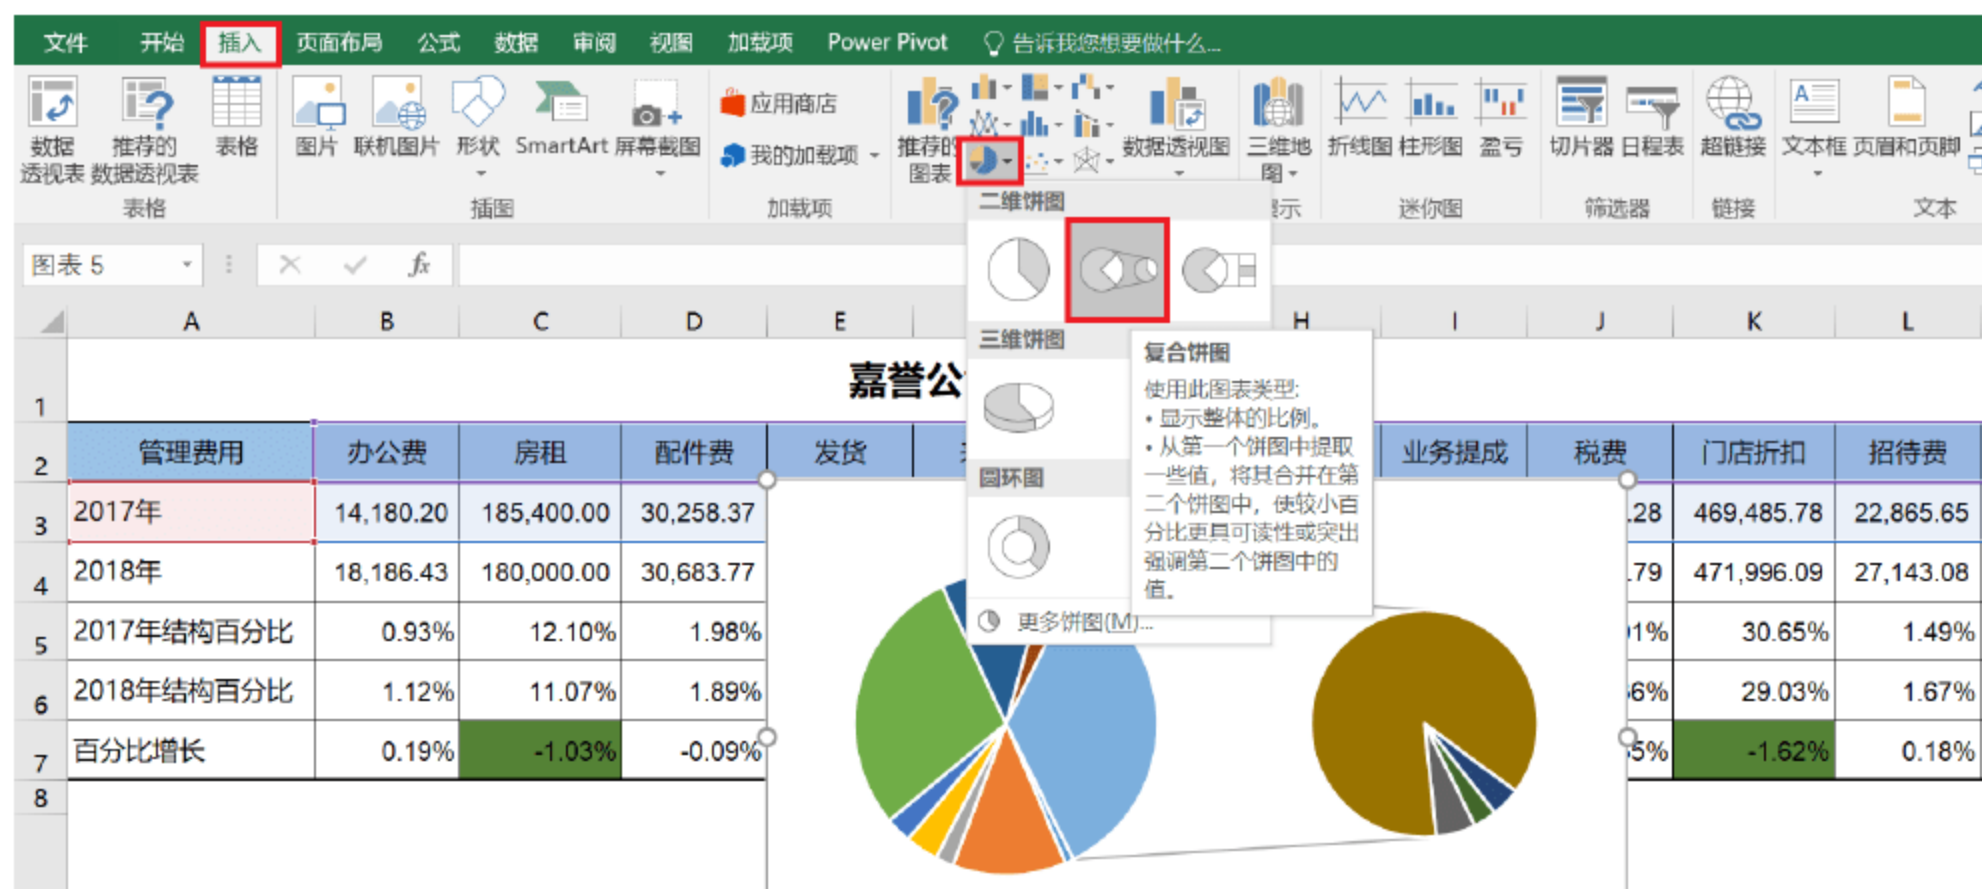 文件 开始 插入 页面布局 公式 数据 审阅 视图 加载项 Power Pivot 告诉我您想要做什么...
数据
透视表
推荐的
数据透视表
表格
图片 联机图片 形状 SmartArt 屏幕截图
应用商店
我的加载项
推荐的
图表
数据透视图
三维地
图
折线图 柱形图 盈亏
切片器 日程表
超链接
文本框 页眉和页脚
表格 插图 加载项 示 迷你图 筛选器 链接 文本
二维饼图
图表 5 fx
三维饼图
圆环图
更多饼图(M)...
复合饼图
使用此图表类型:
• 显示整体的比例。
• 从第一个饼图中提取
一些值，将其合并在第
二个饼图中，使较小百
分比更具可读性或突出
强调第二个饼图中的
值。
A B C D E H I J K L
1 嘉誉公
2 管理费用 办公费 房租 配件费 发货 业务提成 税费 门店折扣 招待费
3 2017年 14,180.20 185,400.00 30,258.37 .28 469,485.78 22,865.65
4 2018年 18,186.43 180,000.00 30,683.77 .79 471,996.09 27,143.08
5 2017年结构百分比 0.93% 12.10% 1.98% 1% 30.65% 1.49%
6 2018年结构百分比 1.12% 11.07% 1.89% 6% 29.03% 1.67%
7 百分比增长 0.19% -1.03% -0.09% 5% -1.62% 0.18%
8